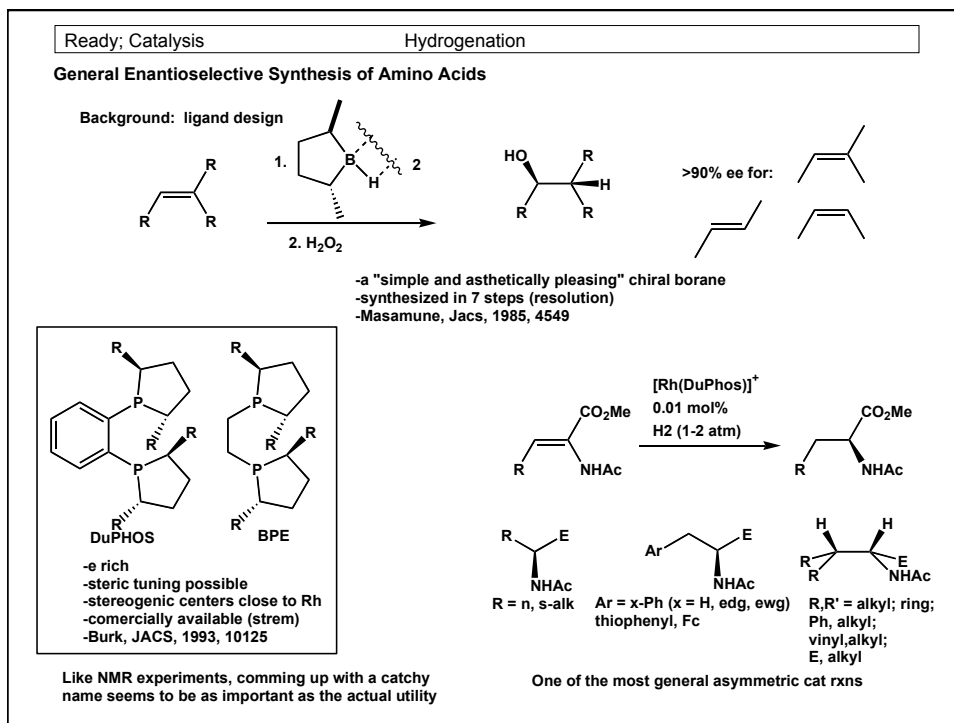 Ready; Catalysis Hydrogenation
General Enantioselective Synthesis of Amino Acids
Background: ligand design
1.
B
H
2
R
R
R
2. H2O2
HO
R
H
R
R
>90% ee for:
-a "simple and asthetically pleasing" chiral borane
-synthesized in 7 steps (resolution)
-Masamune, Jacs, 1985, 4549
R
P
R
R
P
R
DuPHOS
R
P
R
R
P
R
BPE
-e rich
-steric tuning possible
-stereogenic centers close to Rh
-comercially available (strem)
-Burk, JACS, 1993, 10125
Like NMR experiments, comming up with a catchy
name seems to be as important as the actual utility
CO2Me
R
NHAc
[Rh(DuPhos)]+
0.01 mol%
H2 (1-2 atm)
CO2Me
R
NHAc
R
E
NHAc
R = n, s-alk
Ar
E
NHAc
Ar = x-Ph (x = H, edg, ewg)
thiophenyl, Fc
H
H
R
R
E
NHAc
R,R' = alkyl; ring;
Ph, alkyl;
vinyl,alkyl;
E, alkyl
One of the most general asymmetric cat rxns